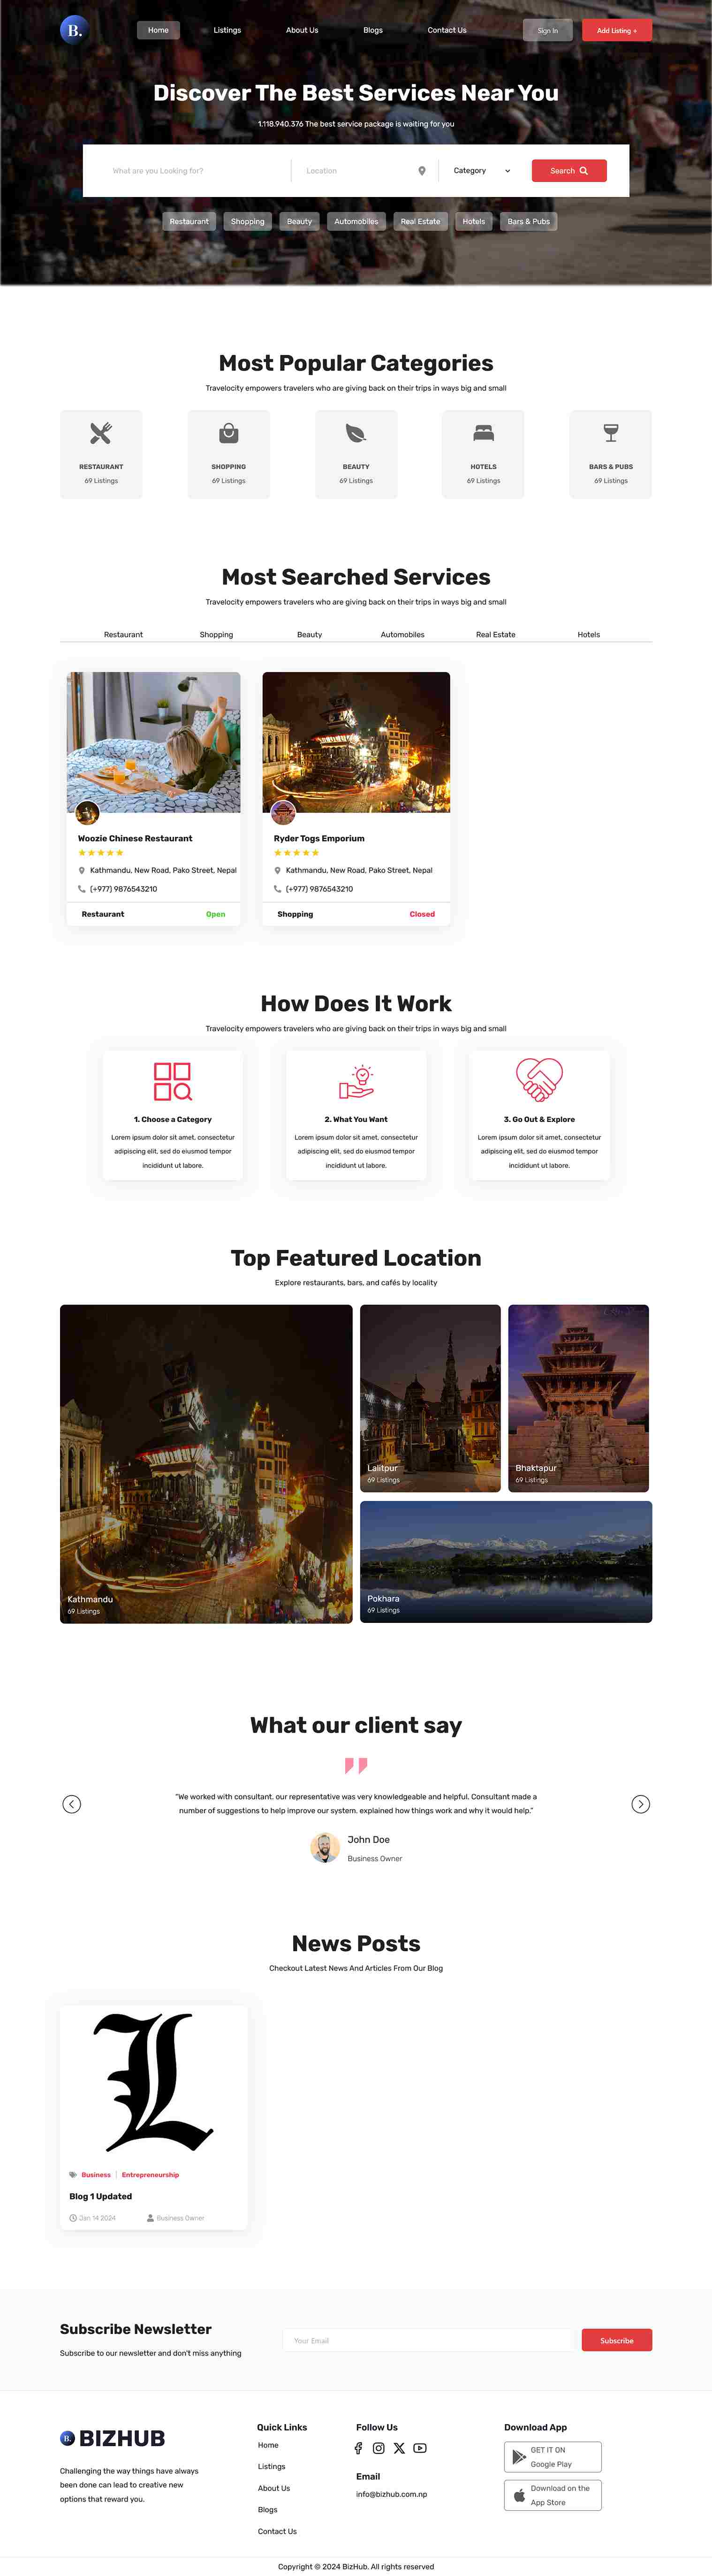 B.
Home
Listings
About Us
Blogs
Contact Us
Sign In
Add Listing +
Discover The Best Services Near You
1.118.940.376 The best service package is waiting for you
What are you Looking for?
Location
Category
Search
Restaurant
Shopping
Beauty
Automobiles
Real Estate
Hotels
Bars & Pubs
Most Popular Categories
Travelocity empowers travelers who are giving back on their trips in ways big and small
RESTAURANT
69 Listings
SHOPPING
69 Listings
BEAUTY
69 Listings
HOTELS
69 Listings
BARS & PUBS
69 Listings
Most Searched Services
Travelocity empowers travelers who are giving back on their trips in ways big and small
Restaurant
Shopping
Beauty
Automobiles
Real Estate
Hotels
Woozie Chinese Restaurant
Kathmandu, New Road, Pako Street, Nepal
(+977) 9876543210
Restaurant
Open
Ryder Togs Emporium
Kathmandu, New Road, Pako Street, Nepal
(+977) 9876543210
Shopping
Closed
How Does It Work
Travelocity empowers travelers who are giving back on their trips in ways big and small
1. Choose a Category
Lorem ipsum dolor sit amet, consectetur
adipiscing elit, sed do eiusmod tempor
incididunt ut labore.
2. What You Want
Lorem ipsum dolor sit amet, consectetur
adipiscing elit, sed do eiusmod tempor
incididunt ut labore.
3. Go Out & Explore
Lorem ipsum dolor sit amet, consectetur
adipiscing elit, sed do eiusmod tempor
incididunt ut labore.
Top Featured Location
Explore restaurants, bars, and cafés by locality
Kathmandu
69 Listings
Lalitpur
69 Listings
Bhaktapur
69 Listings
Pokhara
69 Listings
What our client say
"We worked with consultant, our representative was very knowledgeable and helpful. Consultant made a
number of suggestions to help improve our system. explained how things work and why it would help."
John Doe
Business Owner
News Posts
Checkout Latest News And Articles From Our Blog
L
Business | Entrepreneurship
Blog 1 Updated
Jan 14 2024
Business Owner
Subscribe Newsletter
Subscribe to our newsletter and don't miss anything
Your Email
Subscribe
B. BIZHUB
Challenging the way things have always
been done can lead to creative new
options that reward you.
Quick Links
Home
Listings
About Us
Blogs
Contact Us
Follow Us
Email
info@bizhub.com.np
Download App
GET IT ON
Google Play
Download on the
App Store
Copyright © 2024 BizHub. All rights reserved